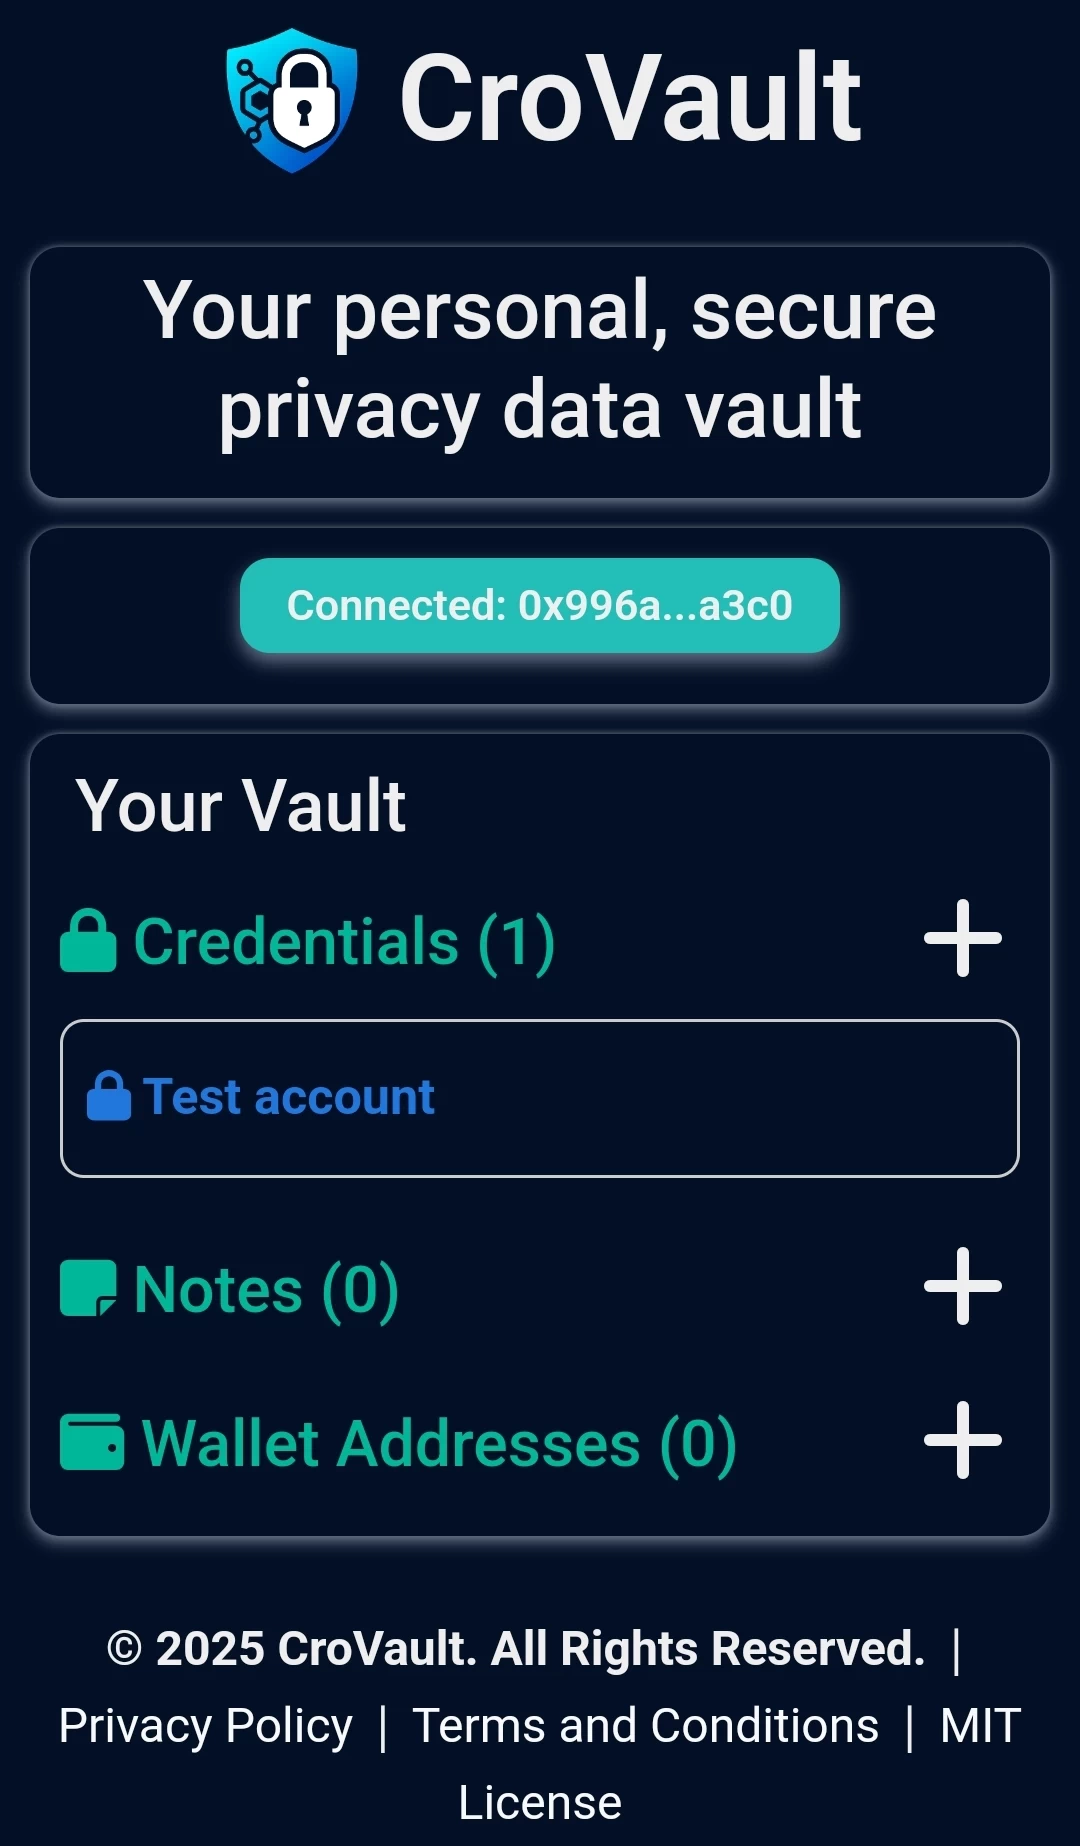 CroVault
Your personal, secure
privacy data vault
Connected: 0x996a...a3c0
Your Vault
Credentials (1)
Test account
Notes (0)
Wallet Addresses (0)
© 2025 CroVault. All Rights Reserved. |
Privacy Policy | Terms and Conditions | MIT
License